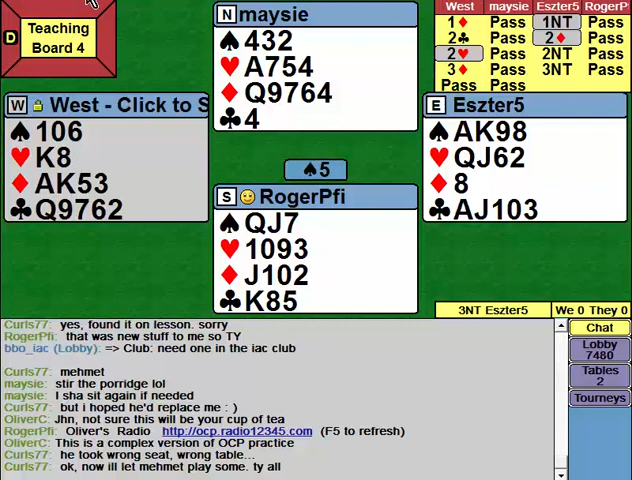 D
Teaching
Board 4
N maysie
♠432
♥A754
♦Q9764
♣4
West maysie Eszter5 RogerP
1♦ Pass 1NT Pass
2♣ Pass 2♦ Pass
2♥ Pass 2NT Pass
3♦ Pass 3NT Pass
Pass Pass
W West - Click to S
♠106
♥K8
♦AK53
♣Q9762
E Eszter5
♠AK98
♥QJ62
♦8
♣AJ103
♠5
S RogerPfi
♠QJ7
♥1093
♦J102
♣K85
3NT Eszter5 We 0 They 0
Curls77: yes, found it on lesson. sorry
RogerPfi: that was new stuff to me so TY
bbo_iac (Lobby): => Club: need one in the iac club
Curls77: mehmet
maysie: stir the porridge lol
maysie: I sha sit again if needed
Curls77: but i hoped he'd replace me : )
OliverC: Jhn, not sure this will be your cup of tea
RogerPfi: Oliver's Radio http://ocp.radio12345.com (F5 to refresh)
OliverC: This is a complex version of OCP practice
Curls77: he took wrong seat, wrong table...
Curls77: ok, now ill let mehmet play some. ty all
Chat
Lobby
7480
Tables
2
Tourneys